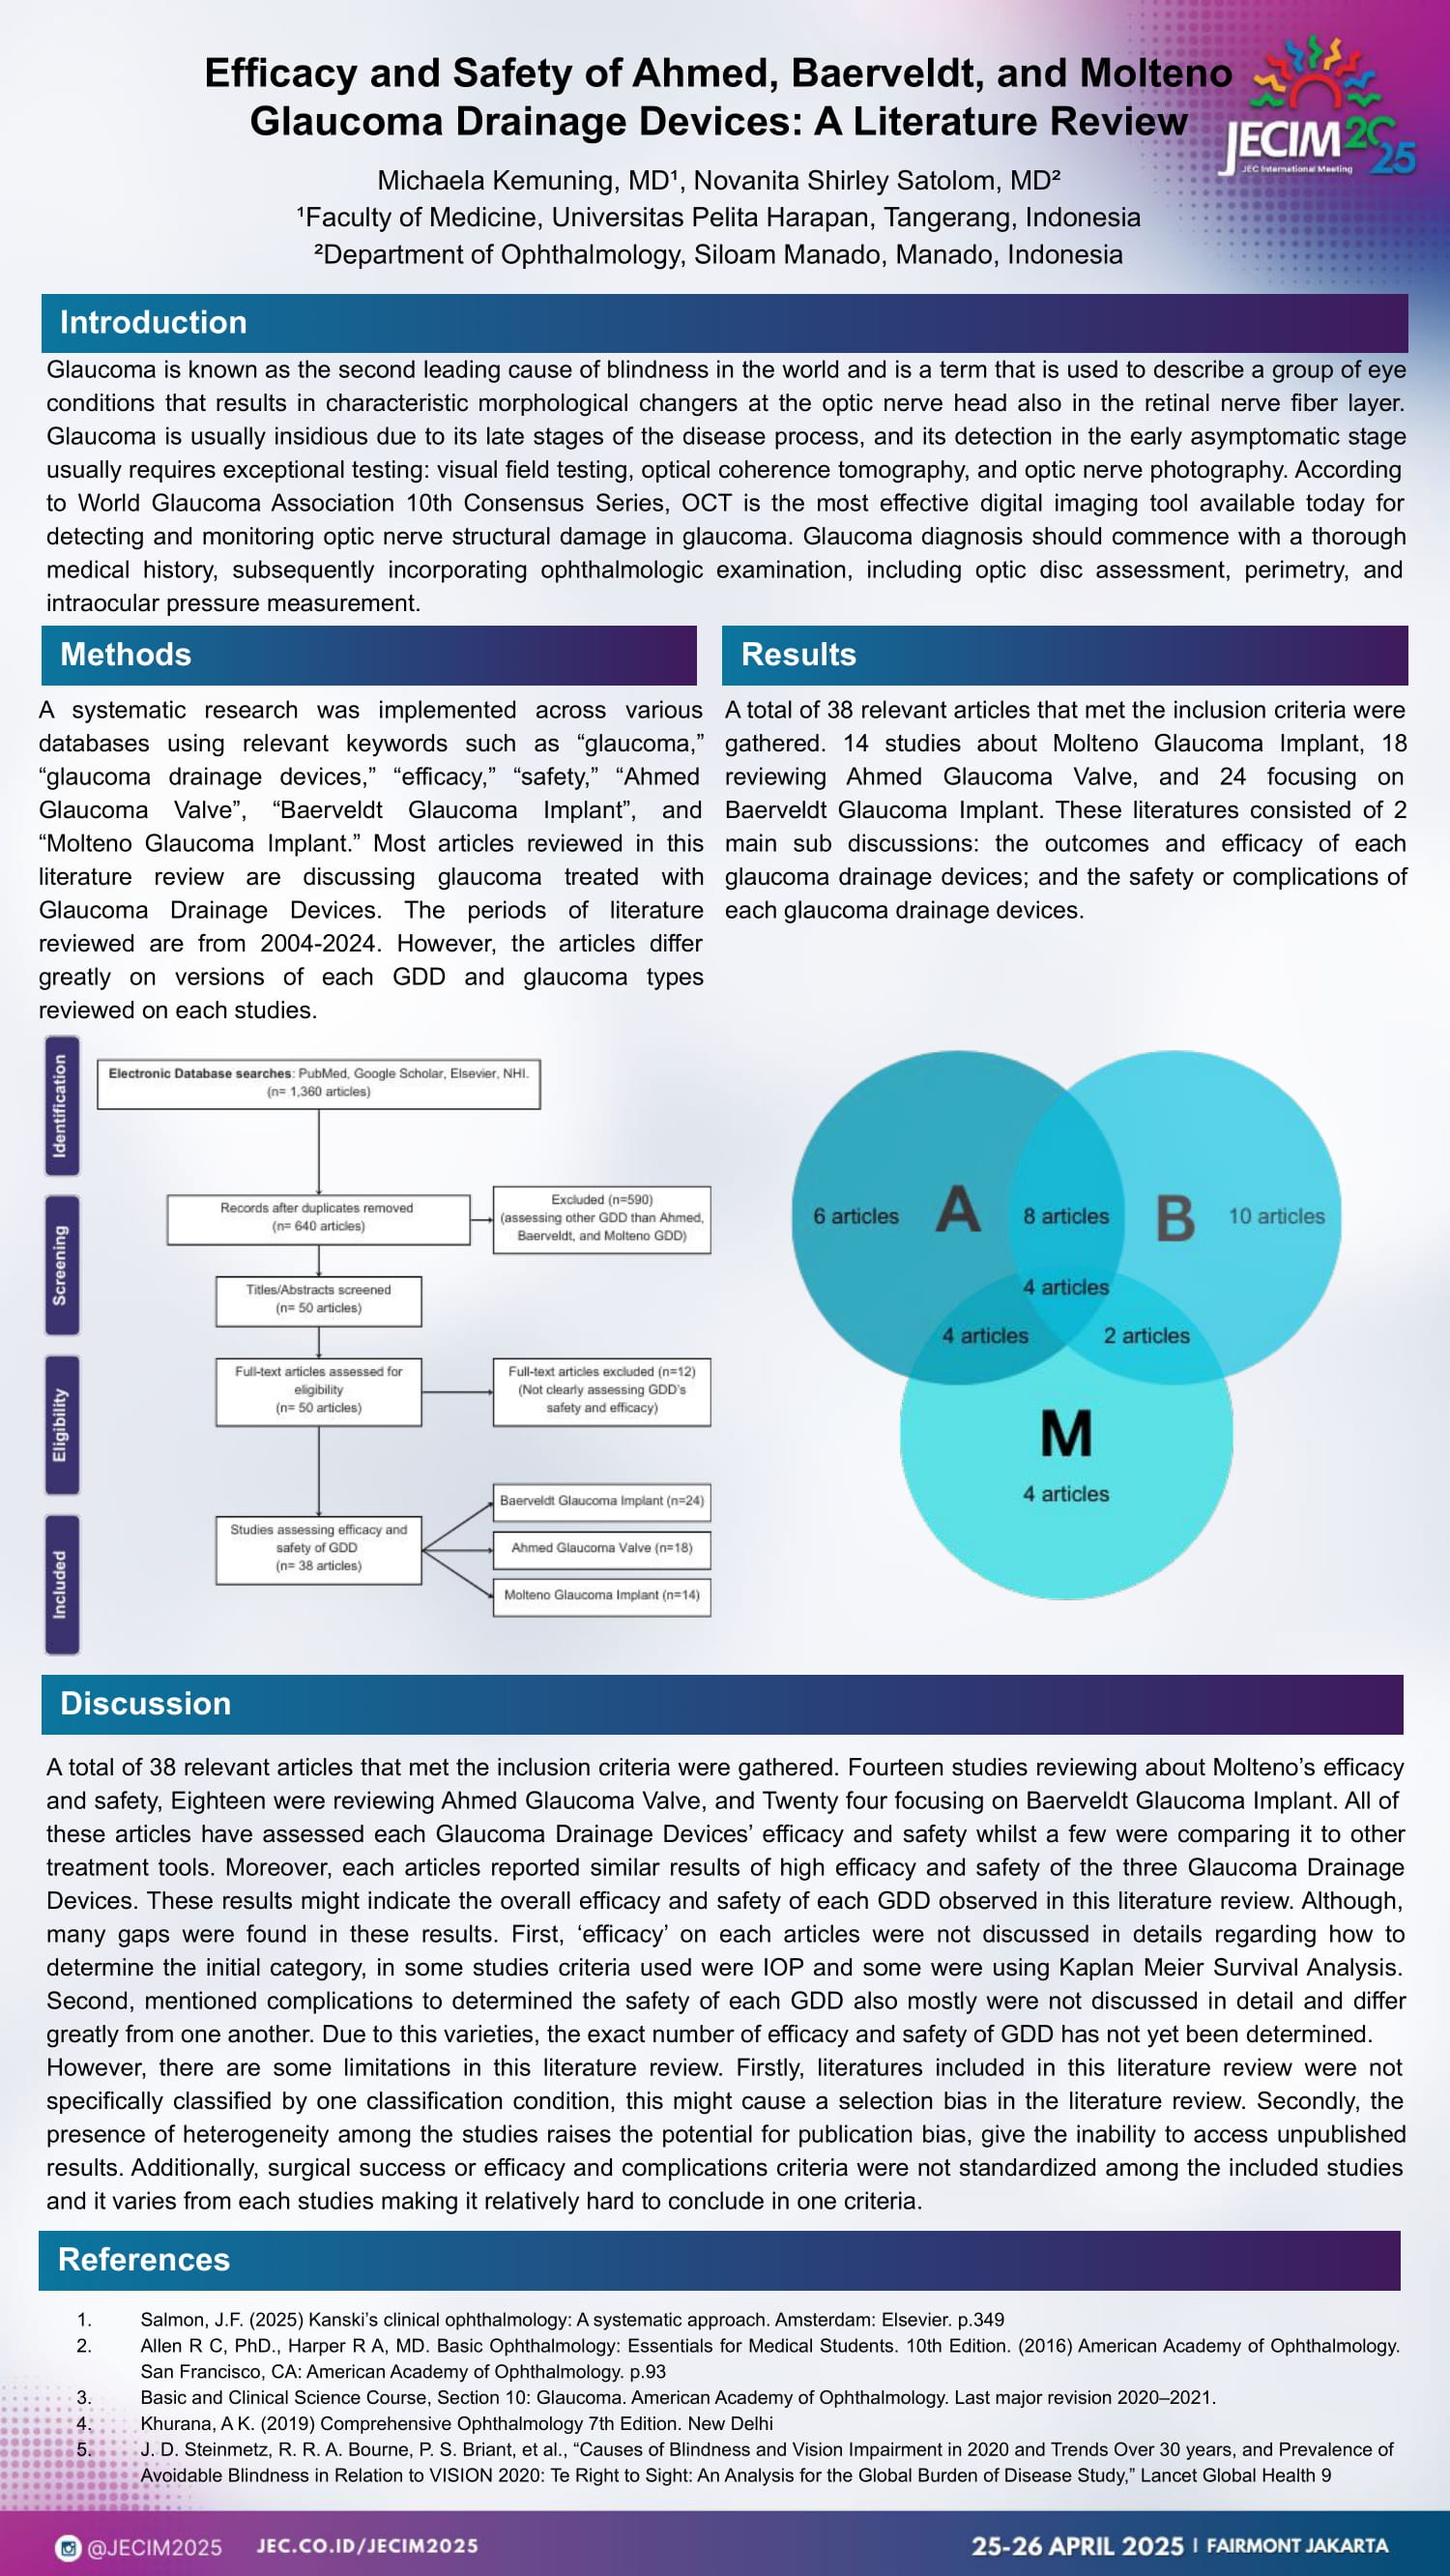 Efficacy and Safety of Ahmed, Baerveldt, and Molteno
Glaucoma Drainage Devices: A Literature Review
JECIM 2025
JEC International Meeting
Michaela Kemuning, MD¹, Novanita Shirley Satolom, MD²
¹Faculty of Medicine, Universitas Pelita Harapan, Tangerang, Indonesia
²Department of Ophthalmology, Siloam Manado, Manado, Indonesia
Introduction
Glaucoma is known as the second leading cause of blindness in the world and is a term that is used to describe a group of eye
conditions that results in characteristic morphological changers at the optic nerve head also in the retinal nerve fiber layer.
Glaucoma is usually insidious due to its late stages of the disease process, and its detection in the early asymptomatic stage
usually requires exceptional testing: visual field testing, optical coherence tomography, and optic nerve photography. According
to World Glaucoma Association 10th Consensus Series, OCT is the most effective digital imaging tool available today for
detecting and monitoring optic nerve structural damage in glaucoma. Glaucoma diagnosis should commence with a thorough
medical history, subsequently incorporating ophthalmologic examination, including optic disc assessment, perimetry, and
intraocular pressure measurement.
Methods
A systematic research was implemented across various
databases using relevant keywords such as “glaucoma,”
“glaucoma drainage devices,” “efficacy,” “safety,” “Ahmed
Glaucoma Valve”, “Baerveldt Glaucoma Implant”, and
“Molteno Glaucoma Implant.” Most articles reviewed in this
literature review are discussing glaucoma treated with
Glaucoma Drainage Devices. The periods of literature
reviewed are from 2004-2024. However, the articles differ
greatly on versions of each GDD and glaucoma types
reviewed on each studies.
Results
A total of 38 relevant articles that met the inclusion criteria were
gathered. 14 studies about Molteno Glaucoma Implant, 18
reviewing Ahmed Glaucoma Valve, and 24 focusing on
Baerveldt Glaucoma Implant. These literatures consisted of 2
main sub discussions: the outcomes and efficacy of each
glaucoma drainage devices; and the safety or complications of
each glaucoma drainage devices.
Identification
Electronic Database searches: PubMed, Google Scholar, Elsevier, NHI.
(n= 1,360 articles)
Screening
Records after duplicates removed
(n= 640 articles)
Excluded (n=590)
(assessing other GDD than Ahmed,
Baerveldt, and Molteno GDD)
Titles/Abstracts screened
(n= 50 articles)
Eligibility
Full-text articles assessed for
eligibility
(n= 50 articles)
Full-text articles excluded (n=12)
(Not clearly assessing GDD's
safety and efficacy)
Included
Studies assessing efficacy and
safety of GDD
(n= 38 articles)
Baerveldt Glaucoma Implant (n=24)
Ahmed Glaucoma Valve (n=18)
Molteno Glaucoma Implant (n=14)
6 articles
A
8 articles
B
10 articles
4 articles
4 articles
2 articles
M
4 articles
Discussion
A total of 38 relevant articles that met the inclusion criteria were gathered. Fourteen studies reviewing about Molteno’s efficacy
and safety, Eighteen were reviewing Ahmed Glaucoma Valve, and Twenty four focusing on Baerveldt Glaucoma Implant. All of
these articles have assessed each Glaucoma Drainage Devices’ efficacy and safety whilst a few were comparing it to other
treatment tools. Moreover, each articles reported similar results of high efficacy and safety of the three Glaucoma Drainage
Devices. These results might indicate the overall efficacy and safety of each GDD observed in this literature review. Although,
many gaps were found in these results. First, ‘efficacy’ on each articles were not discussed in details regarding how to
determine the initial category, in some studies criteria used were IOP and some were using Kaplan Meier Survival Analysis.
Second, mentioned complications to determined the safety of each GDD also mostly were not discussed in detail and differ
greatly from one another. Due to this varieties, the exact number of efficacy and safety of GDD has not yet been determined.
However, there are some limitations in this literature review. Firstly, literatures included in this literature review were not
specifically classified by one classification condition, this might cause a selection bias in the literature review. Secondly, the
presence of heterogeneity among the studies raises the potential for publication bias, give the inability to access unpublished
results. Additionally, surgical success or efficacy and complications criteria were not standardized among the included studies
and it varies from each studies making it relatively hard to conclude in one criteria.
References
1. Salmon, J.F. (2025) Kanski’s clinical ophthalmology: A systematic approach. Amsterdam: Elsevier. p.349
2. Allen R C, PhD., Harper R A, MD. Basic Ophthalmology: Essentials for Medical Students. 10th Edition. (2016) American Academy of Ophthalmology.
San Francisco, CA: American Academy of Ophthalmology. p.93
3. Basic and Clinical Science Course, Section 10: Glaucoma. American Academy of Ophthalmology. Last major revision 2020–2021.
4. Khurana, A K. (2019) Comprehensive Ophthalmology 7th Edition. New Delhi
5. J. D. Steinmetz, R. R. A. Bourne, P. S. Briant, et al., “Causes of Blindness and Vision Impairment in 2020 and Trends Over 30 years, and Prevalence of
Avoidable Blindness in Relation to VISION 2020: Te Right to Sight: An Analysis for the Global Burden of Disease Study,” Lancet Global Health 9
@JECIM2025 JEC.CO.ID/JECIM2025 25-26 APRIL 2025 | FAIRMONT JAKARTA